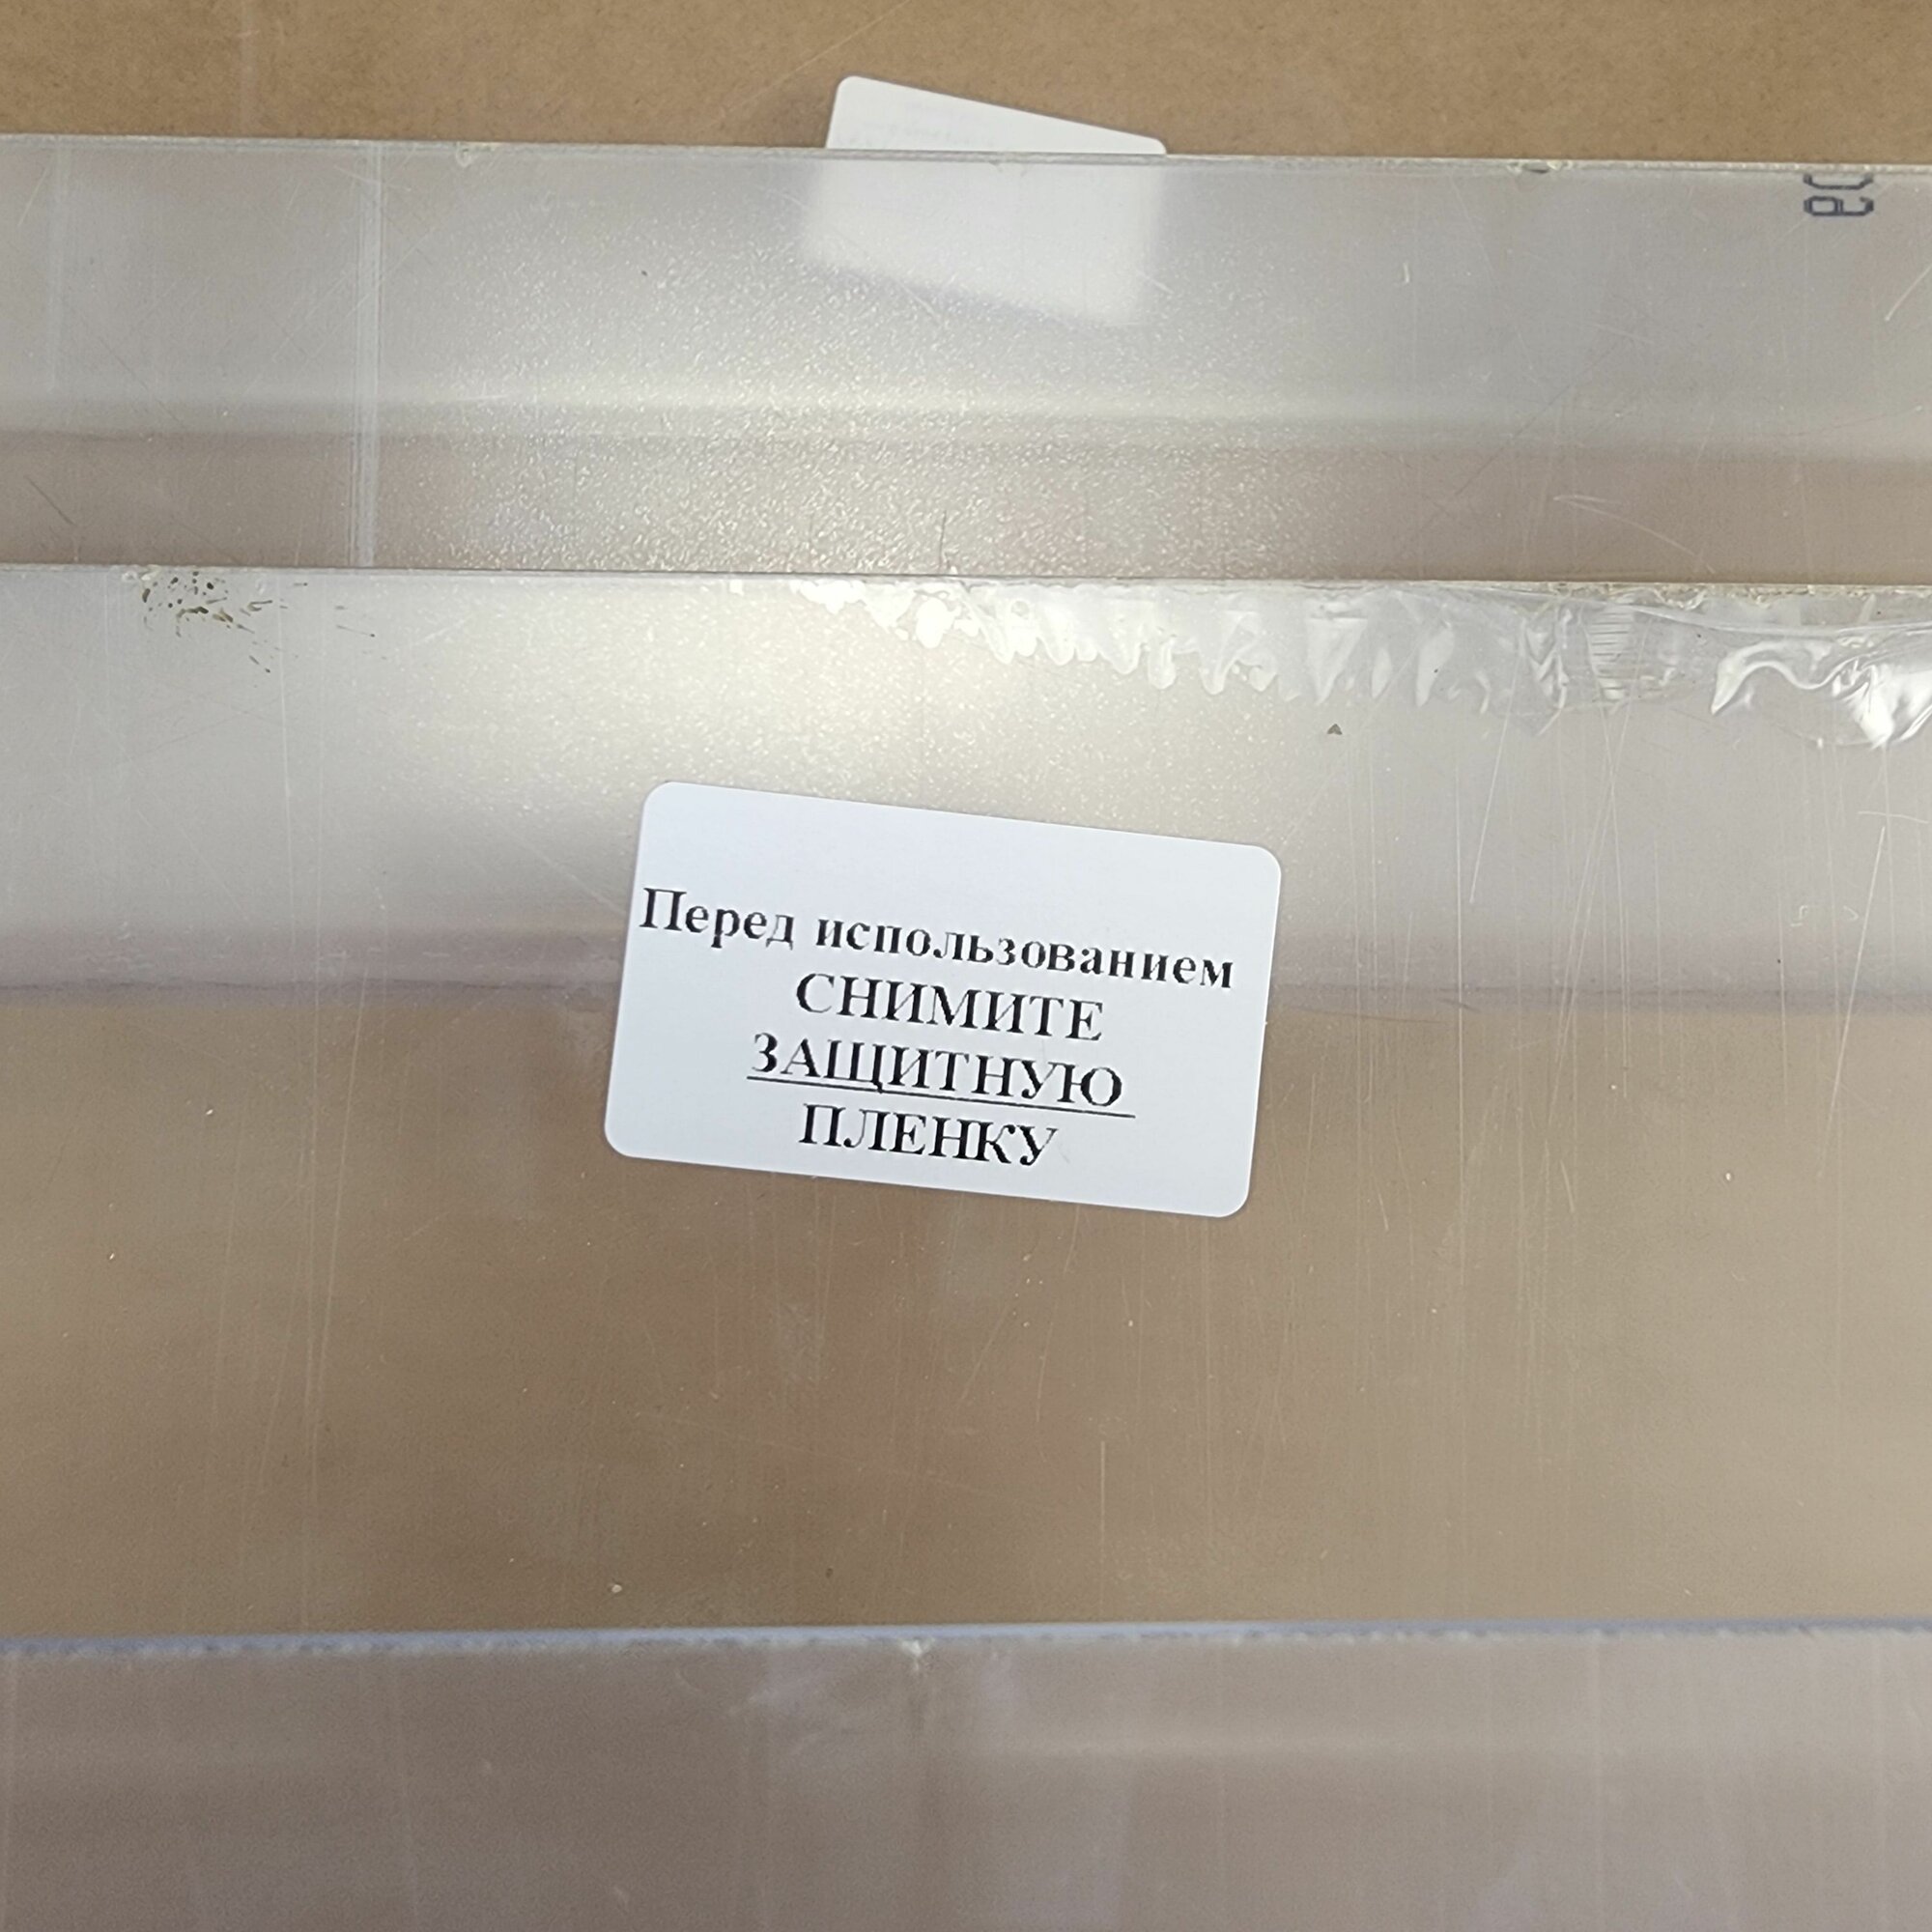 Перед использованием
СНИМИТЕ
ЗАЩИТНУЮ
ПЛЕНКУ